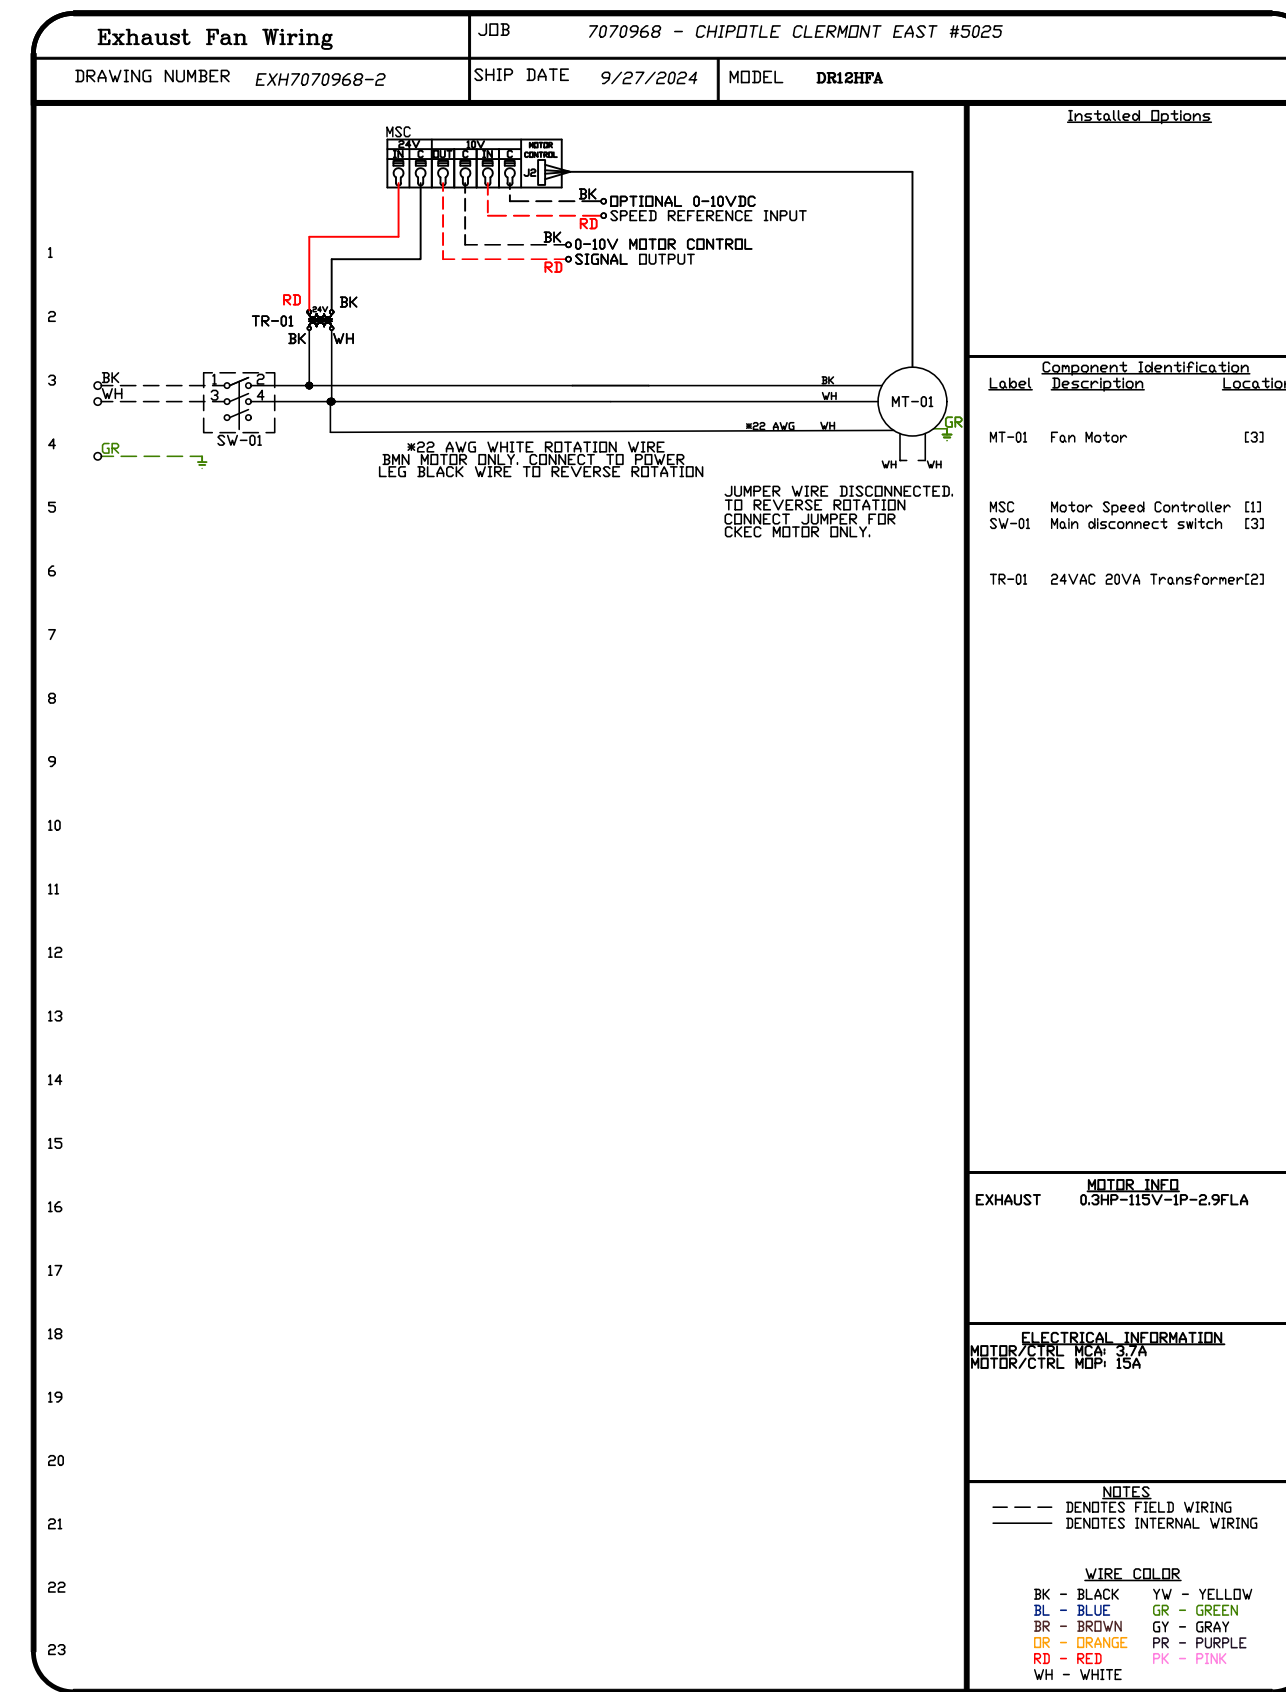 Exhaust Fan Wiring
JOB 7070968 - CHIPOTLE CLERMONT EAST #5025
DRAWING NUMBER EXH7070968-2
SHIP DATE 9/27/2024
MODEL DR12HFA
MSC
24V 10V MOTOR
IN C OUT C IN C CONTROL
J2
BK OPTIONAL 0-10VDC
RD SPEED REFERENCE INPUT
BK 0-10V MOTOR CONTROL
RD SIGNAL OUTPUT
RD 24V BK
TR-01
BK WH
BK 1 2 BK
WH 3 4 WH
MT-01
SW-01
GR
*22 AWG WH
GR
WH WH
*22 AWG WHITE ROTATION WIRE
BMN MOTOR ONLY. CONNECT TO POWER
LEG BLACK WIRE TO REVERSE ROTATION
JUMPER WIRE DISCONNECTED.
TO REVERSE ROTATION
CONNECT JUMPER FOR
CKEC MOTOR ONLY.
1
2
3
4
5
6
7
8
9
10
11
12
13
14
15
16
17
18
19
20
21
22
23
Installed Options
Component Identification
Label Description Location
MT-01 Fan Motor [3]
MSC Motor Speed Controller [1]
SW-01 Main disconnect switch [3]
TR-01 24VAC 20VA Transformer[2]
MOTOR INFO
EXHAUST 0.3HP-115V-1P-2.9FLA
ELECTRICAL INFORMATION
MOTOR/CTRL MCA: 3.7A
MOTOR/CTRL MOP: 15A
NOTES
DENOTES FIELD WIRING
DENOTES INTERNAL WIRING
WIRE COLOR
BK - BLACK YW - YELLOW
BL - BLUE GR - GREEN
BR - BROWN GY - GRAY
OR - ORANGE PR - PURPLE
RD - RED PK - PINK
WH - WHITE